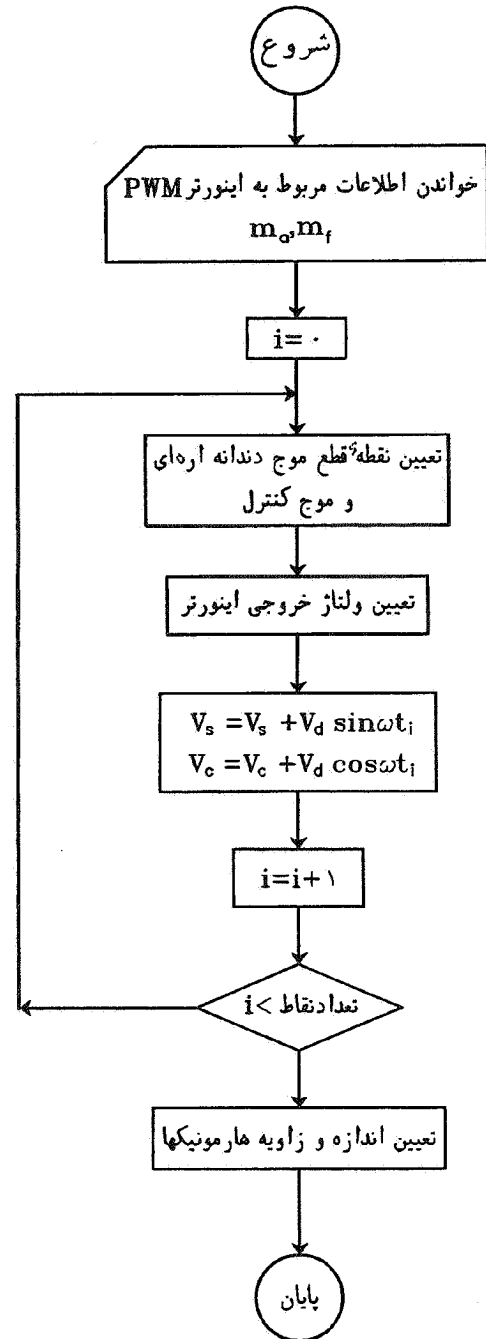 شروع
خواندن اطلاعات مربوط به اینورتر PWM
mₐ, m_f
i= ۰
تعیین نقطهٔ قطع موج دندانه اره‌ای
و موج کنترل
تعیین ولتاژ خروجی اینورتر
V_s =V_s +V_d sinωt_i
V_c =V_c +V_d cosωt_i
i=i+۱
تعدادنقاط >i
تعیین اندازه و زاویه هارمونیکها
پایان